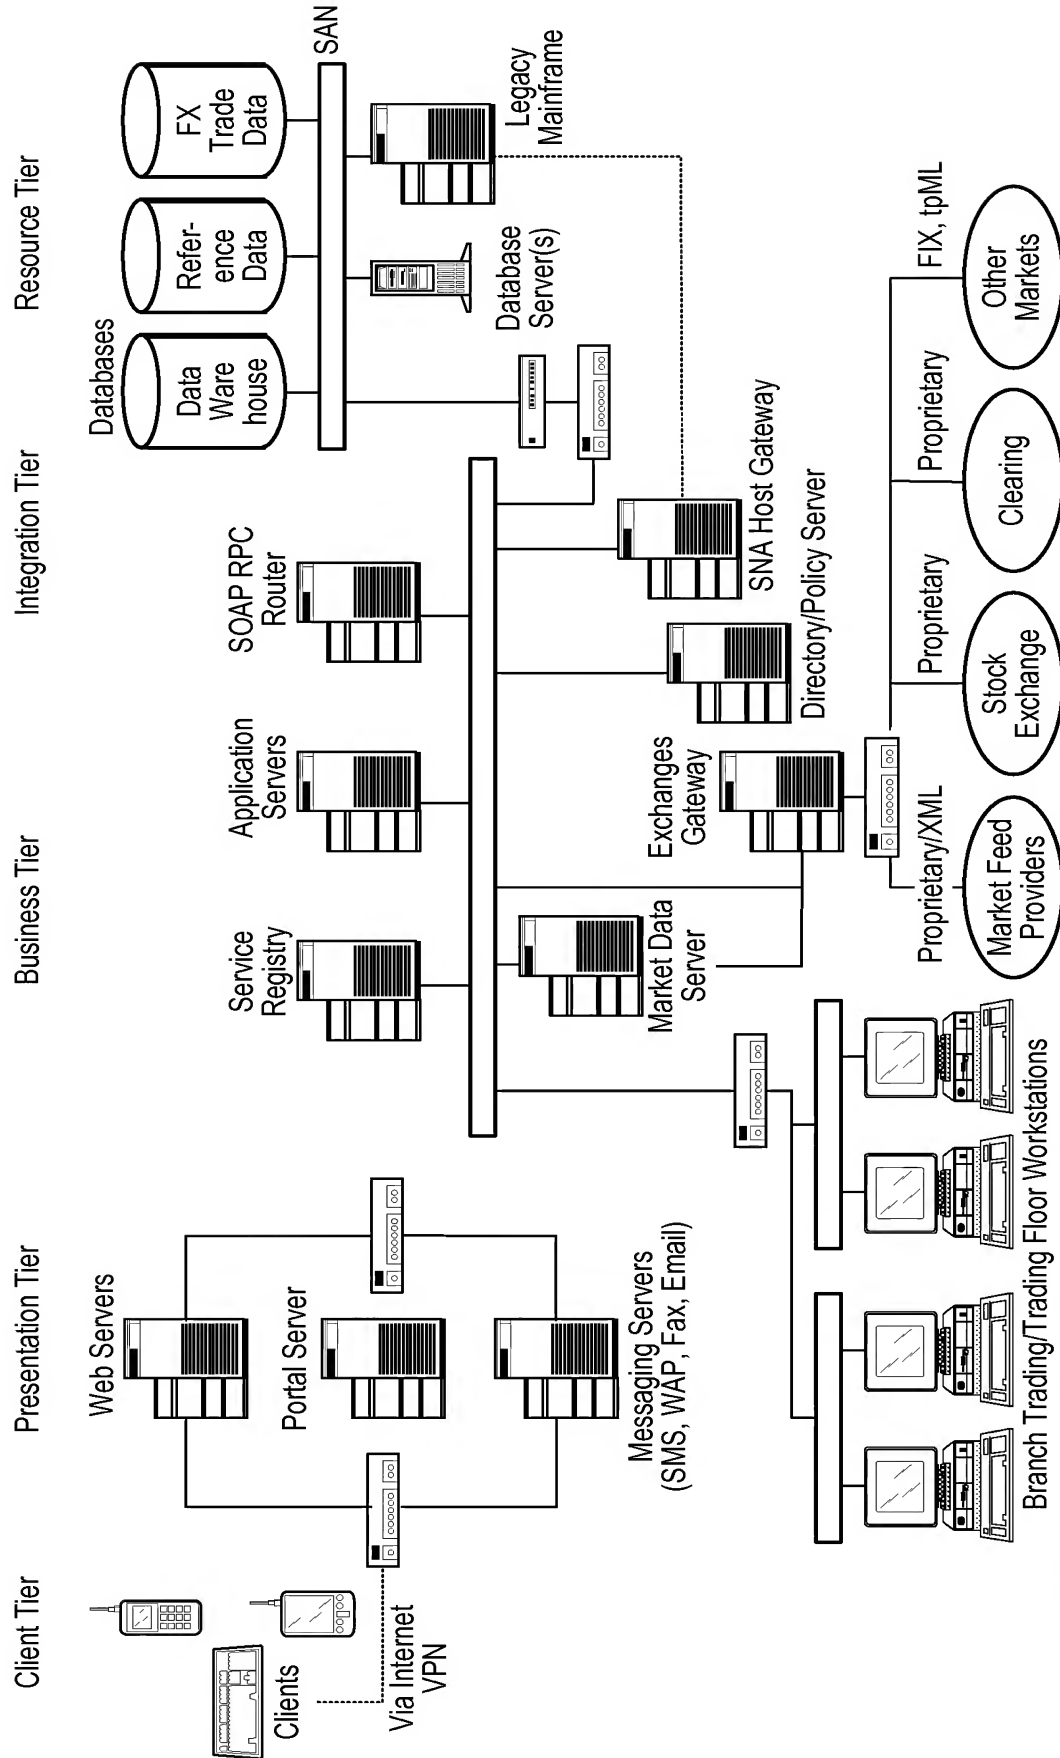 Client Tier
Presentation Tier
Business Tier
Integration Tier
Resource Tier
Clients
Via Internet
VPN
Web Servers
Portal Server
Messaging Servers
(SMS, WAP, Fax, Email)
Service
Registry
Application
Servers
SOAP RPC
Router
Market Data
Server
Exchanges
Gateway
Directory/Policy Server
SNA Host Gateway
Databases
Data
Ware
house
Refer-
ence
Data
FX
Trade
Data
SAN
Database
Server(s)
Legacy
Mainframe
Branch Trading/Trading Floor Workstations
Proprietary/XML
Proprietary
Proprietary
FIX, tpML
Market Feed
Providers
Stock
Exchange
Clearing
Other
Markets